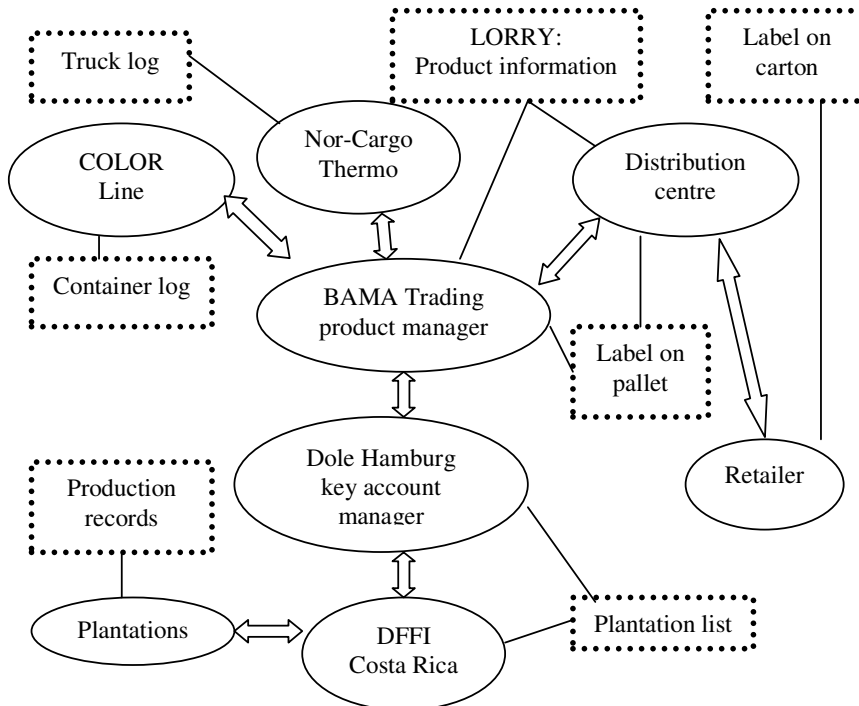 Truck log
LORRY:
Product information
Label on
carton
COLOR
Line
Nor-Cargo
Thermo
Distribution
centre
Container log
BAMA Trading
product manager
Label on
pallet
Dole Hamburg
key account
manager
Production
records
Retailer
Plantations
DFFI
Costa Rica
Plantation list